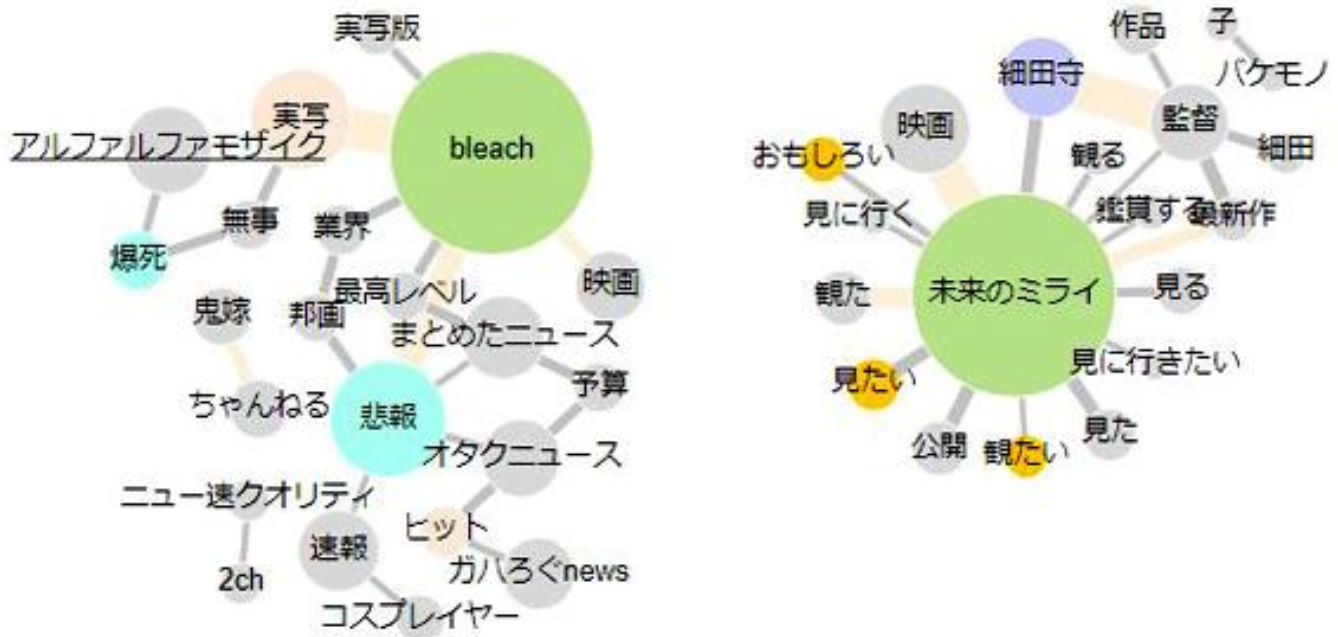 実写版
実写
bleach
アルファルファモザイク
無事
業界
爆死
映画
最高レベル
鬼嫁
邦画
まとめたニュース
予算
ちゃんねる
悲報
オタクニュース
ニュー速クオリティ
ヒット
速報
ガハろぐnews
2ch
コスプレイヤー
作品
子
細田守
バケモノ
映画
監督
おもしろい
観る
細田
見に行く
鑑賞する
最新作
未来のミライ
観た
見る
見に行きたい
見たい
見た
公開
観たい